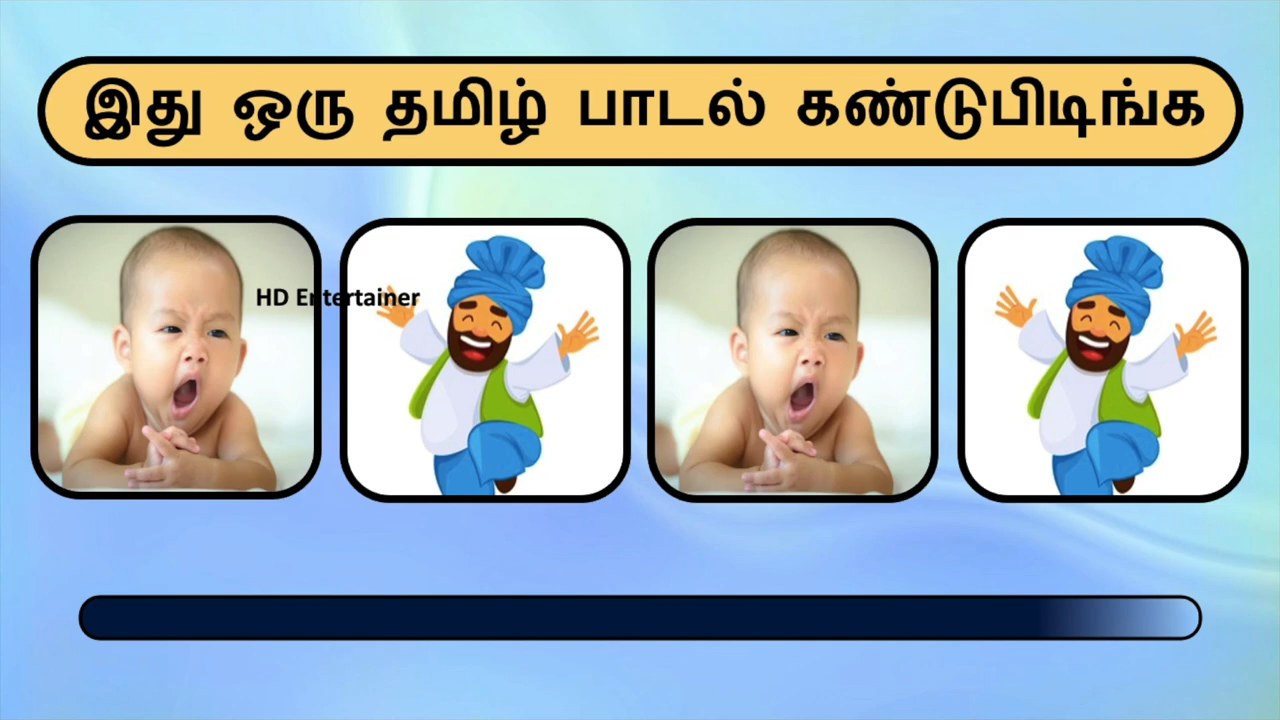 இது ஒரு தமிழ் பாடல் கண்டுபிடிங்க
HD Entertainer